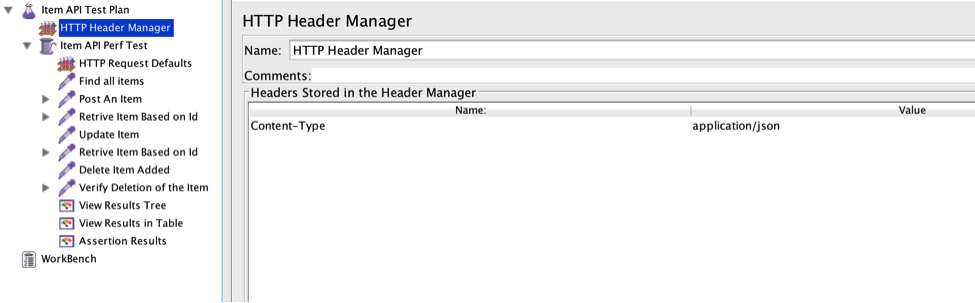 Item API Test Plan
HTTP Header Manager
Item API Perf Test
HTTP Request Defaults
Find all items
Post An Item
Retrive Item Based on Id
Update Item
Retrive Item Based on Id
Delete Item Added
Verify Deletion of the Item
View Results Tree
View Results in Table
Assertion Results
WorkBench
HTTP Header Manager
Name: HTTP Header Manager
Comments:
Headers Stored in the Header Manager
Name: Value
Content-Type application/json